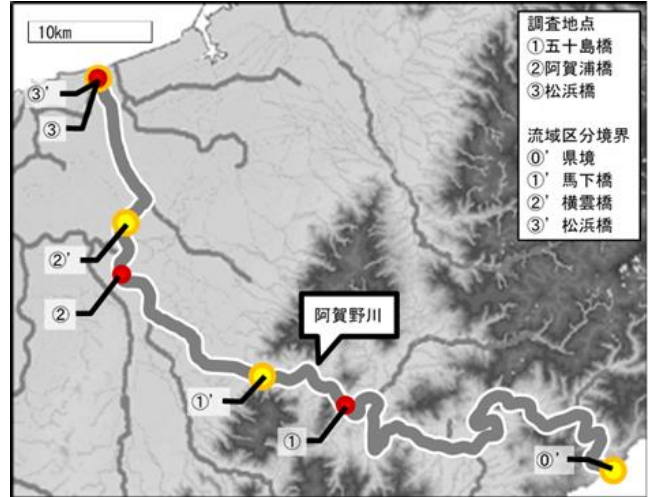 10km
調査地点
①五十島橋
②阿賀浦橋
③松浜橋
流域区分境界
⓪’県境
①’馬下橋
②’横雲橋
③’松浜橋
③’
③
②’
②
阿賀野川
①’
①
⓪’